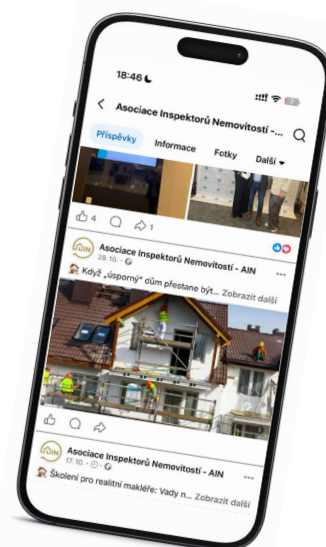 18:46
Asociace Inspektorů Nemovitostí -...
Příspěvky Informace Fotky Další
4 1
Asociace Inspektorů Nemovitostí - AIN
29. 10.
Když „úsporný" dům přestane být... Zobrazit další
Asociace Inspektorů Nemovitostí - AIN
17. 10.
Školení pro realitní makléře: Vady n... Zobrazit další